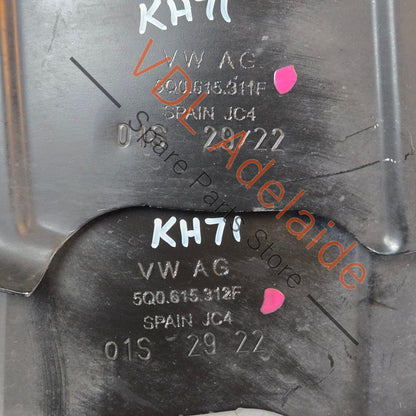 KH71
VW AG
5Q0.615.311F
SPAIN JC4
01S 29/22
VDL Adelaide
Spare Parts Store
KH71
VW AG
5Q0.615.312F
SPAIN JC4
01S 29 22